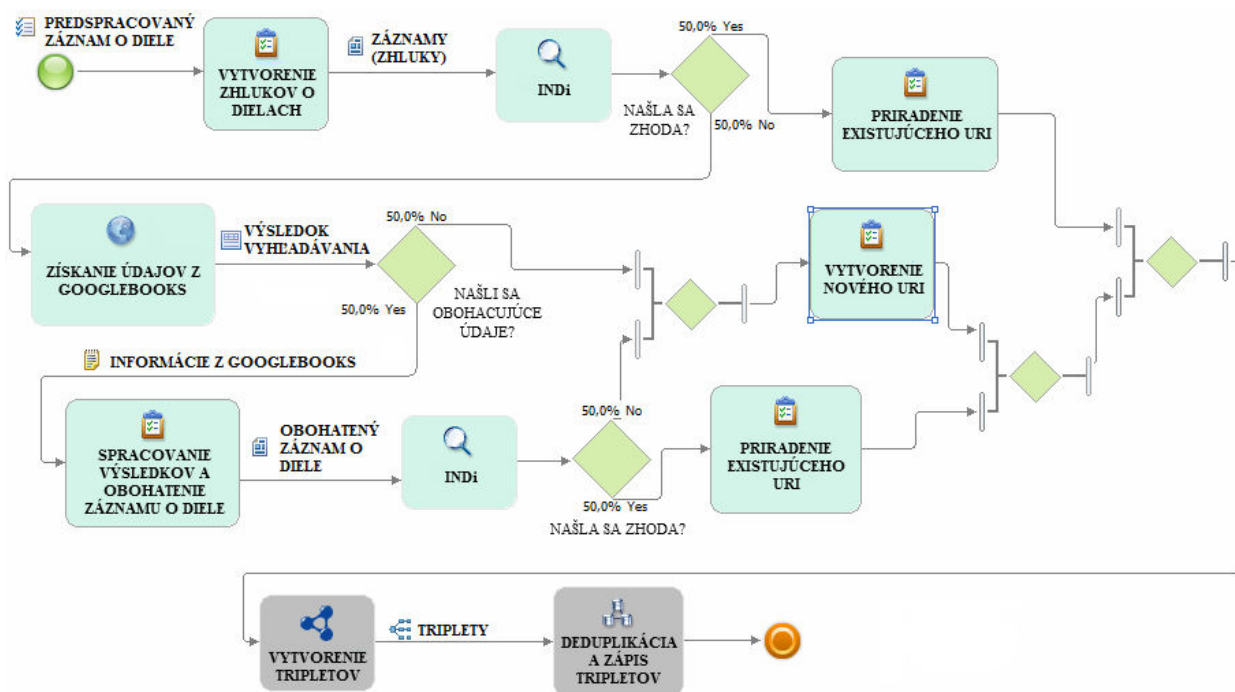 PREDSPRACOVANÝ
ZÁZNAM O DIELE
VYTVORENIE
ZHLUKOV O
DIELACH
ZÁZNAMY
(ZHLUKY)
INDi
50,0% Yes
NAŠLA SA
ZHODA?
50,0% No
PRIRADENIE
EXISTUJÚCEHO URI
ZÍSKANIE ÚDAJOV Z
GOOGLEBOOKS
VÝSLEDOK
VYHĽADÁVANIA
50,0% No
50,0% Yes
NAŠLI SA
OBOHACUJÚCE
ÚDAJE?
VYTVORENIE
NOVÉHO URI
INFORMÁCIE Z GOOGLEBOOKS
SPRACOVANIE
VÝSLEDKOV A
OBOHATENIE
ZÁZNAMU O DIELE
OBOHATENÝ
ZÁZNAM O
DIELE
INDi
50,0% No
50,0% Yes
NAŠLA SA ZHODA?
PRIRADENIE
EXISTUJÚCEHO
URI
VYTVORENIE
TRIPLETOV
TRIPLETY
DEDUPLIKÁCIA
A ZÁPIS
TRIPLETOV